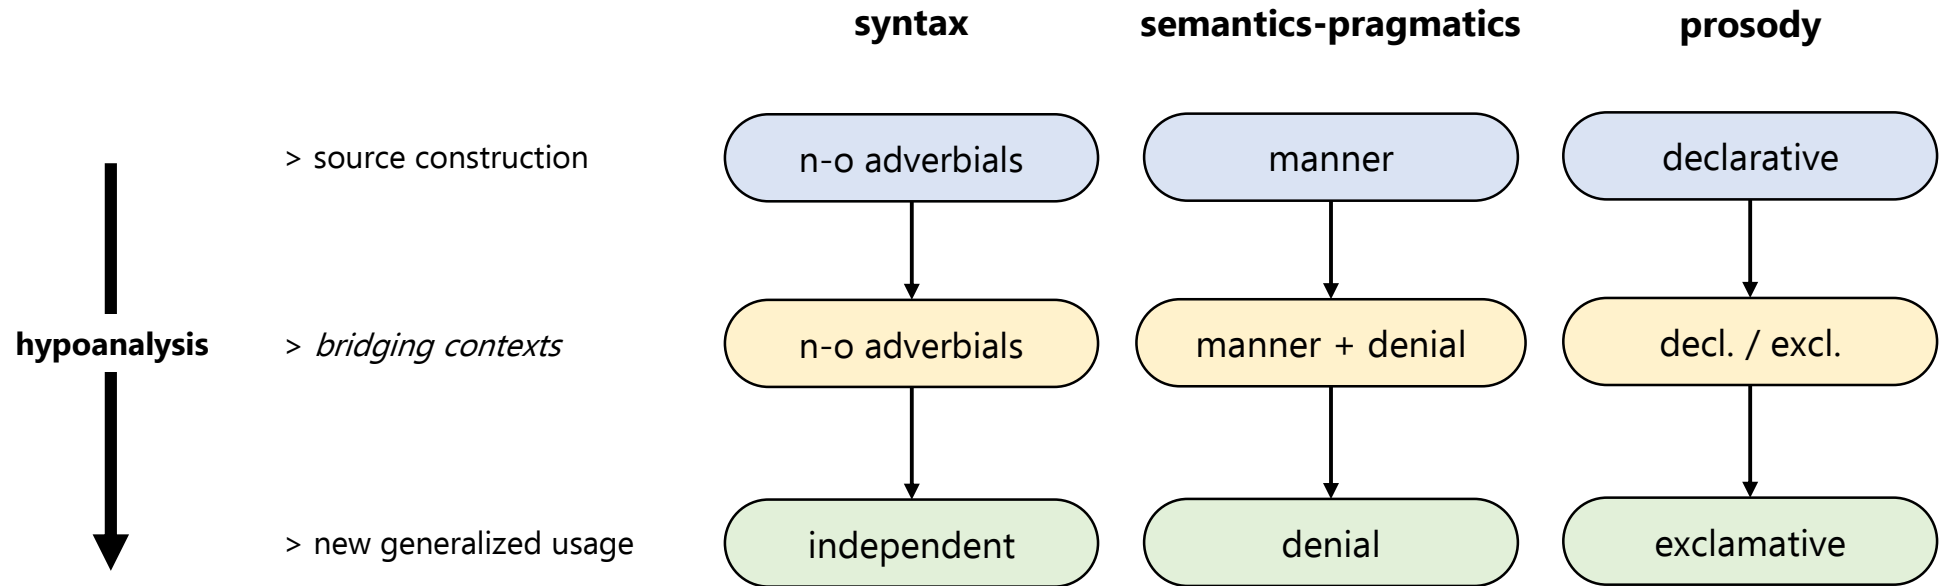 syntax semantics-pragmatics prosody
> source construction n-o adverbials manner declarative
hypoanalysis > bridging contexts n-o adverbials manner + denial decl. / excl.
> new generalized usage independent denial exclamative